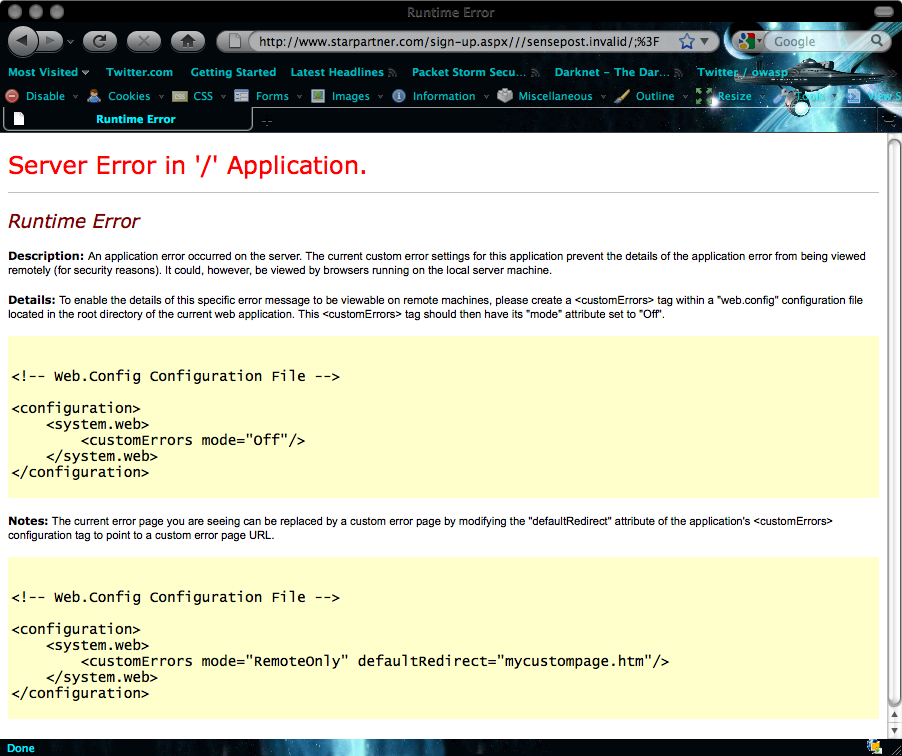 Runtime Error
http://www.starpartner.com/sign-up.aspx///sensepost.invalid/;%3F
Google
Most Visited Twitter.com Getting Started Latest Headlines Packet Storm Secu... Darknet – The Dar... Twitter / owasp
Disable Cookies CSS Forms Images Information Miscellaneous Outline Resize Tools View S
Runtime Error
Server Error in '/' Application.
Runtime Error
Description: An application error occurred on the server. The current custom error settings for this application prevent the details of the application error from being viewed
remotely (for security reasons). It could, however, be viewed by browsers running on the local server machine.
Details: To enable the details of this specific error message to be viewable on remote machines, please create a <customErrors> tag within a "web.config" configuration file
located in the root directory of the current web application. This <customErrors> tag should then have its "mode" attribute set to "Off".
<!-- Web.Config Configuration File -->
<configuration>
<system.web>
<customErrors mode="Off"/>
</system.web>
</configuration>
Notes: The current error page you are seeing can be replaced by a custom error page by modifying the "defaultRedirect" attribute of the application's <customErrors>
configuration tag to point to a custom error page URL.
<!-- Web.Config Configuration File -->
<configuration>
<system.web>
<customErrors mode="RemoteOnly" defaultRedirect="mycustompage.htm"/>
</system.web>
</configuration>
Done